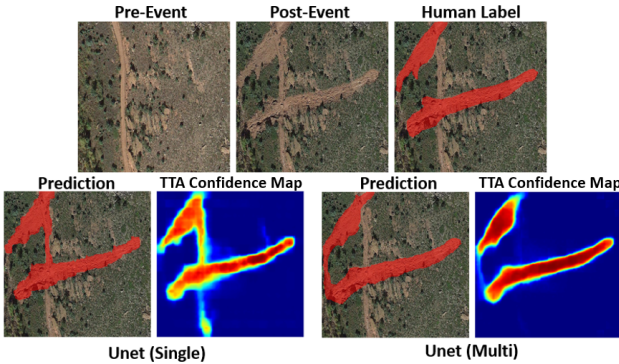 Pre-Event Post-Event Human Label
Prediction TTA Confidence Map Prediction TTA Confidence Map
Unet (Single) Unet (Multi)